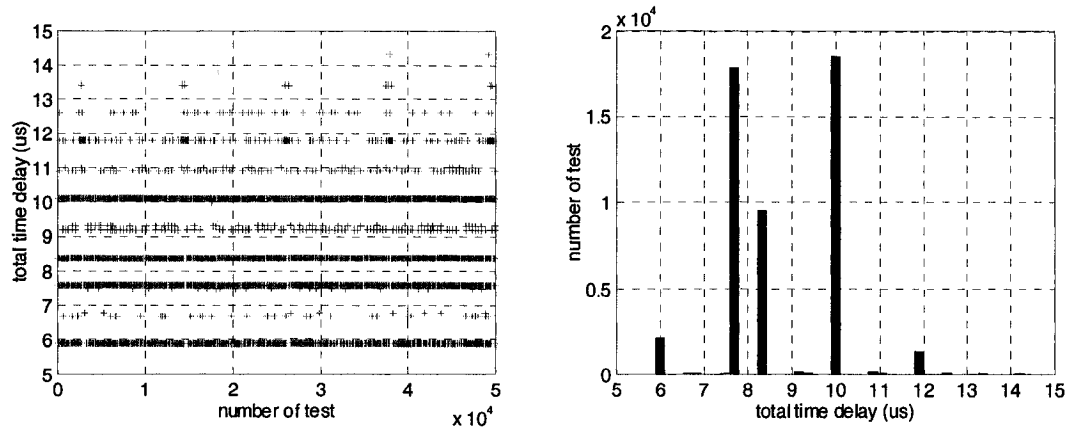 15
14
13
12
11
10
9
8
7
6
5
total time delay (us)
0 1 2 3 4 5
number of test
x 10^4
x 10^4
2
1.5
1
0.5
0
number of test
5 6 7 8 9 10 11 12 13 14 15
total time delay (us)